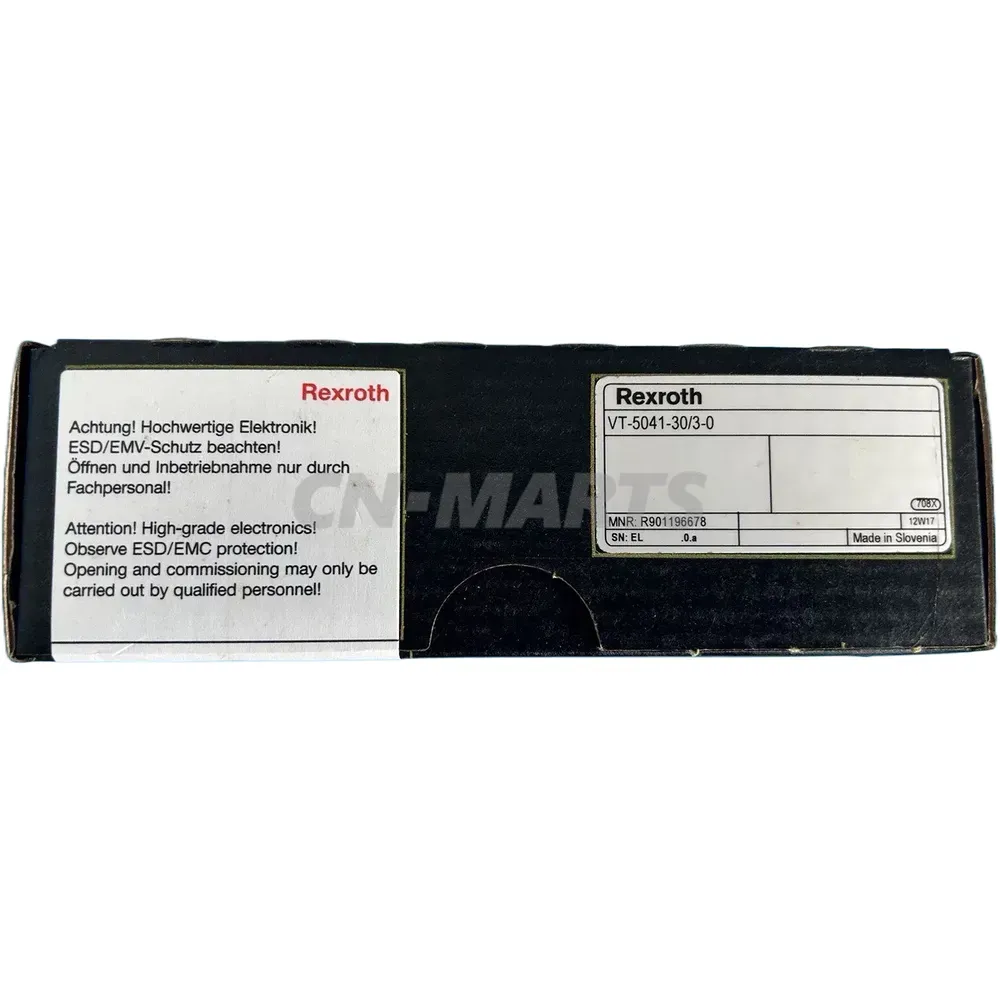 Rexroth
Achtung! Hochwertige Elektronik!
ESD/EMV-Schutz beachten!
Öffnen und Inbetriebnahme nur durch
Fachpersonal!
Attention! High-grade electronics!
Observe ESD/EMC protection!
Opening and commissioning may only be
carried out by qualified personnel!
CN-MARTS
Rexroth
VT-5041-30/3-0
708X
MNR: R901196678
12W17
SN: EL .0.a
Made in Slovenia